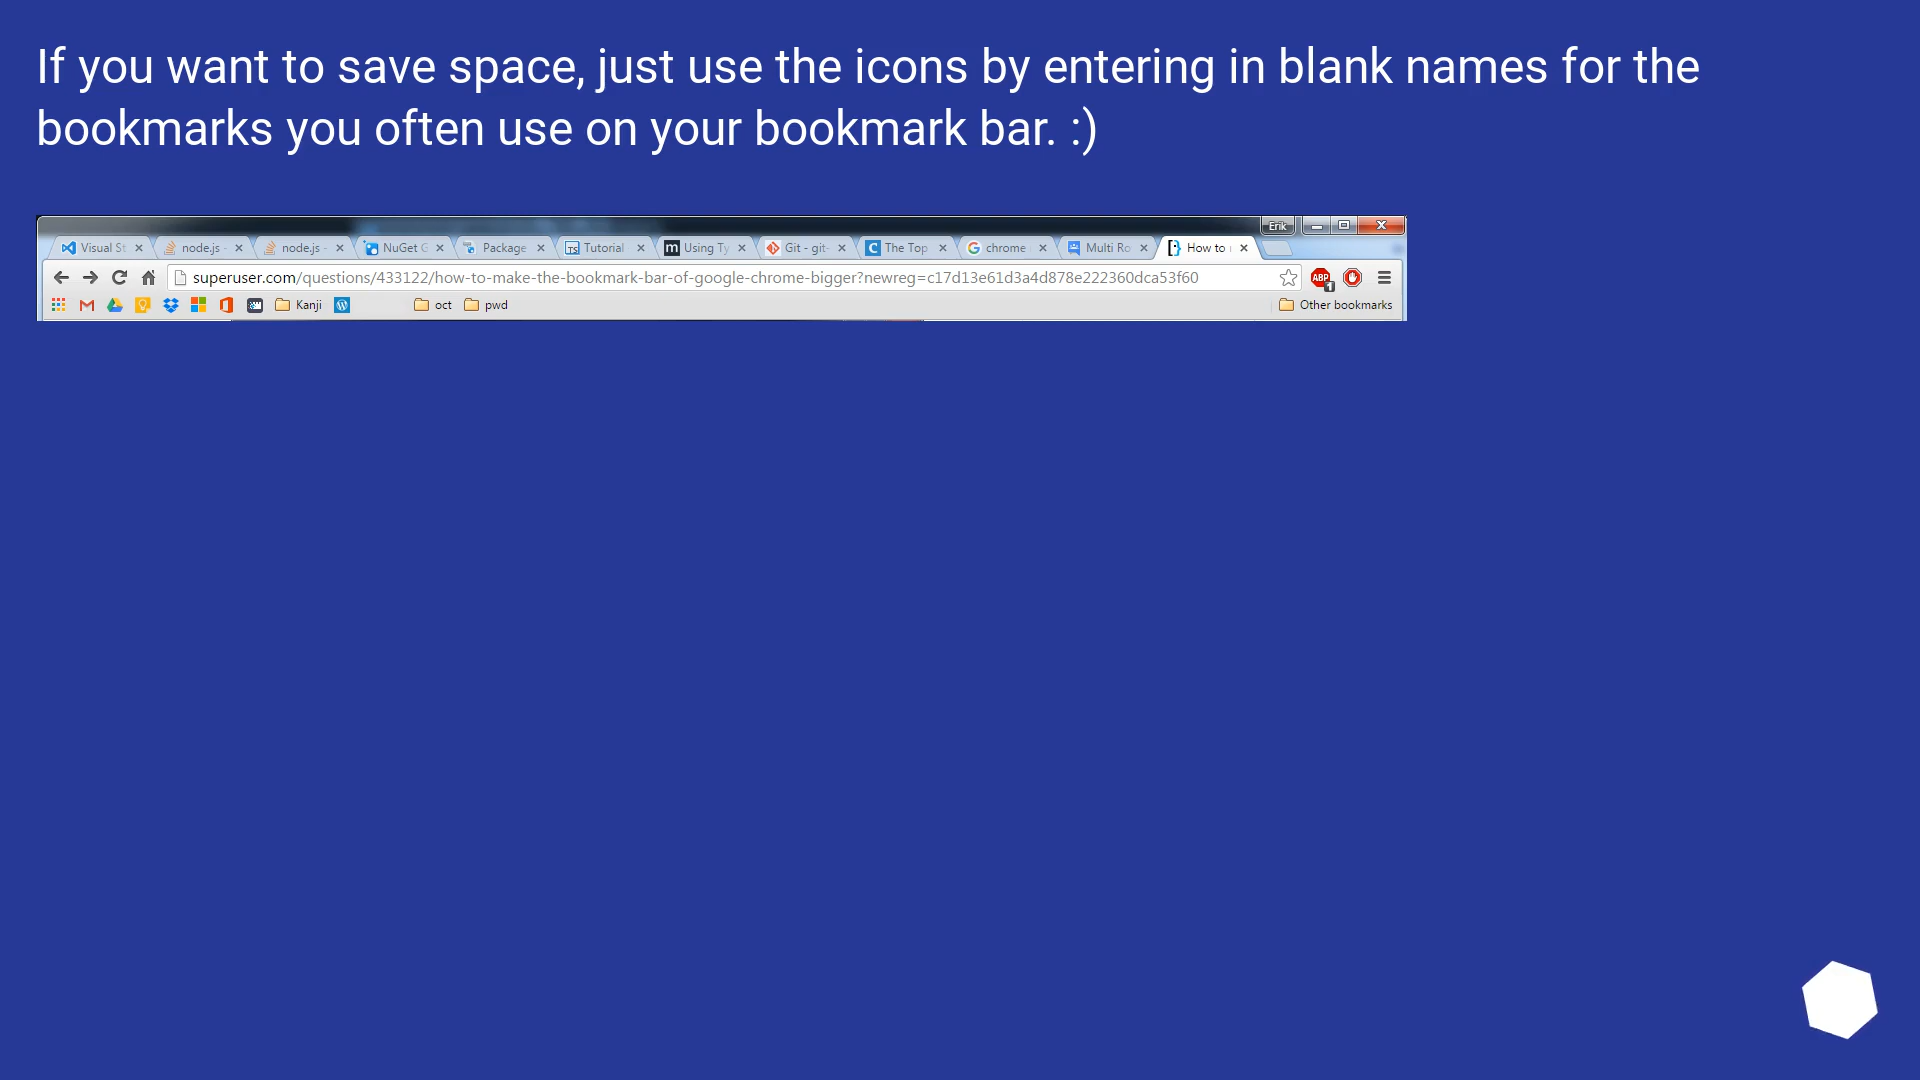 If you want to save space, just use the icons by entering in blank names for the
bookmarks you often use on your bookmark bar. :)
Erik
Visual St node.js - node.js - NuGet G Package Tutorial Using Ty Git - git- The Top chrome Multi Ro How to
superuser.com/questions/433122/how-to-make-the-bookmark-bar-of-google-chrome-bigger?newreg=c17d13e61d3a4d878e222360dca53f60 ABP 1
Kanji oct pwd Other bookmarks